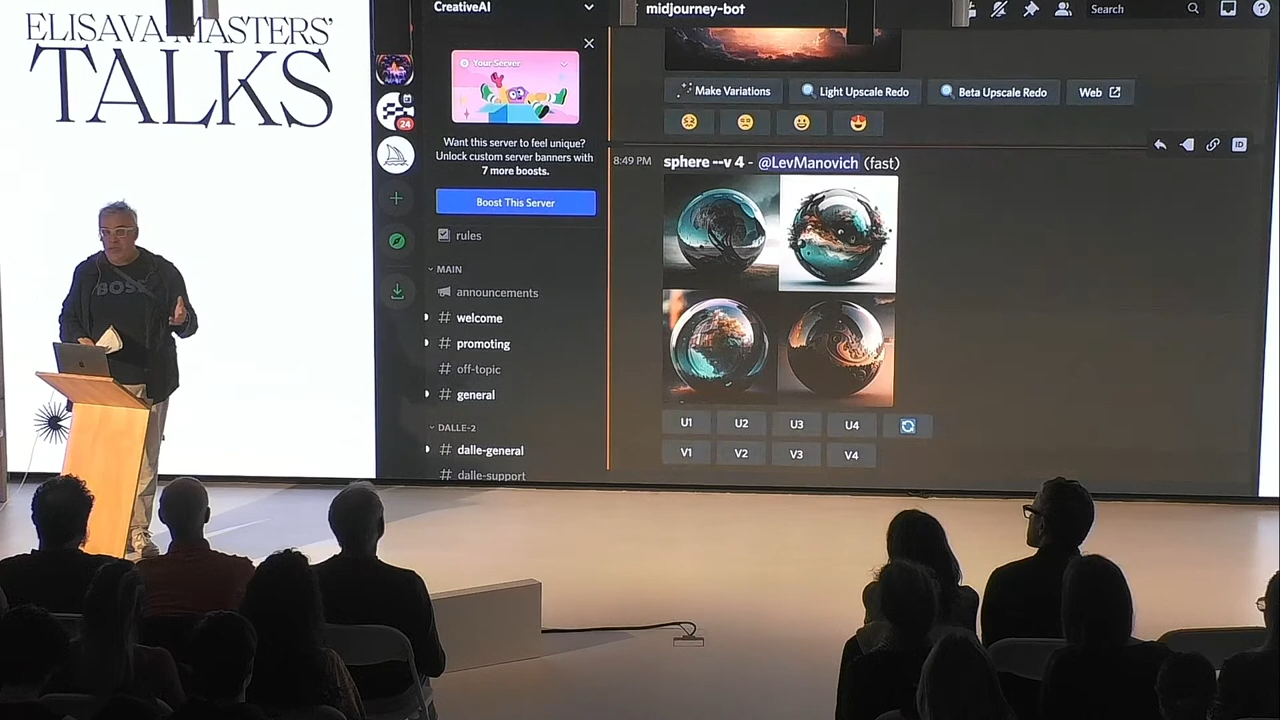 ELISAVA MASTERS'
TALKS
BOSS
CreativeAI
Your Server
Want this server to feel unique?
Unlock custom server banners with
7 more boosts.
Boost This Server
24
rules
MAIN
announcements
# welcome
# promoting
# off-topic
# general
DALLE-2
# dalle-general
# dalle-support
midjourney-bot
Search
Make Variations
Light Upscale Redo
Beta Upscale Redo
Web
8:49 PM
sphere --v 4 - @LevManovich (fast)
ID
U1 U2 U3 U4
V1 V2 V3 V4